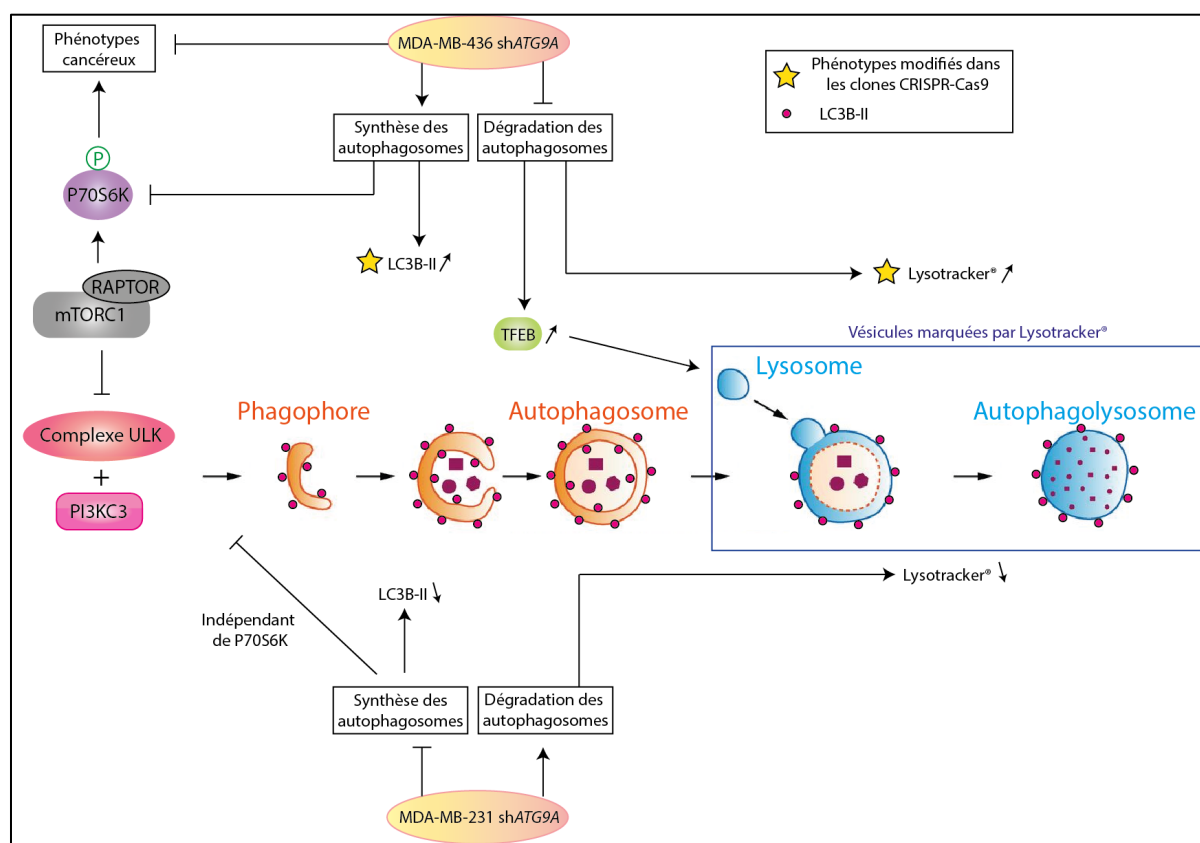 Phénotypes
cancéreux
MDA-MB-436 shATG9A
Phénotypes modifiés dans
les clones CRISPR-Cas9
LC3B-II
Synthèse des
autophagosomes
Dégradation des
autophagosomes
P
P70S6K
LC3B-II
Lysotracker®
RAPTOR
mTORC1
TFEB
Vésicules marquées par Lysotracker®
Lysosome
Phagophore
Autophagosome
Autophagolysosome
Complexe ULK
+
PI3KC3
Lysotracker®
LC3B-II
Indépendant
de P70S6K
Synthèse des
autophagosomes
Dégradation des
autophagosomes
MDA-MB-231 shATG9A